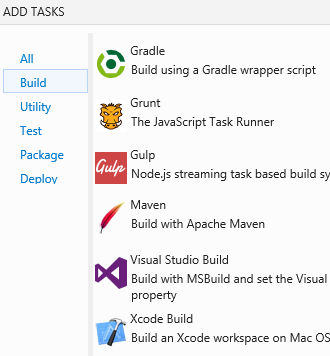 ADD TASKS
All
Build
Utility
Test
Package
Deploy
Gradle
Build using a Gradle wrapper script
Grunt
The JavaScript Task Runner
Gulp
Gulp
Node.js streaming task based build sy
Maven
Build with Apache Maven
Visual Studio Build
Build with MSBuild and set the Visual
property
Xcode Build
Build an Xcode workspace on Mac OS